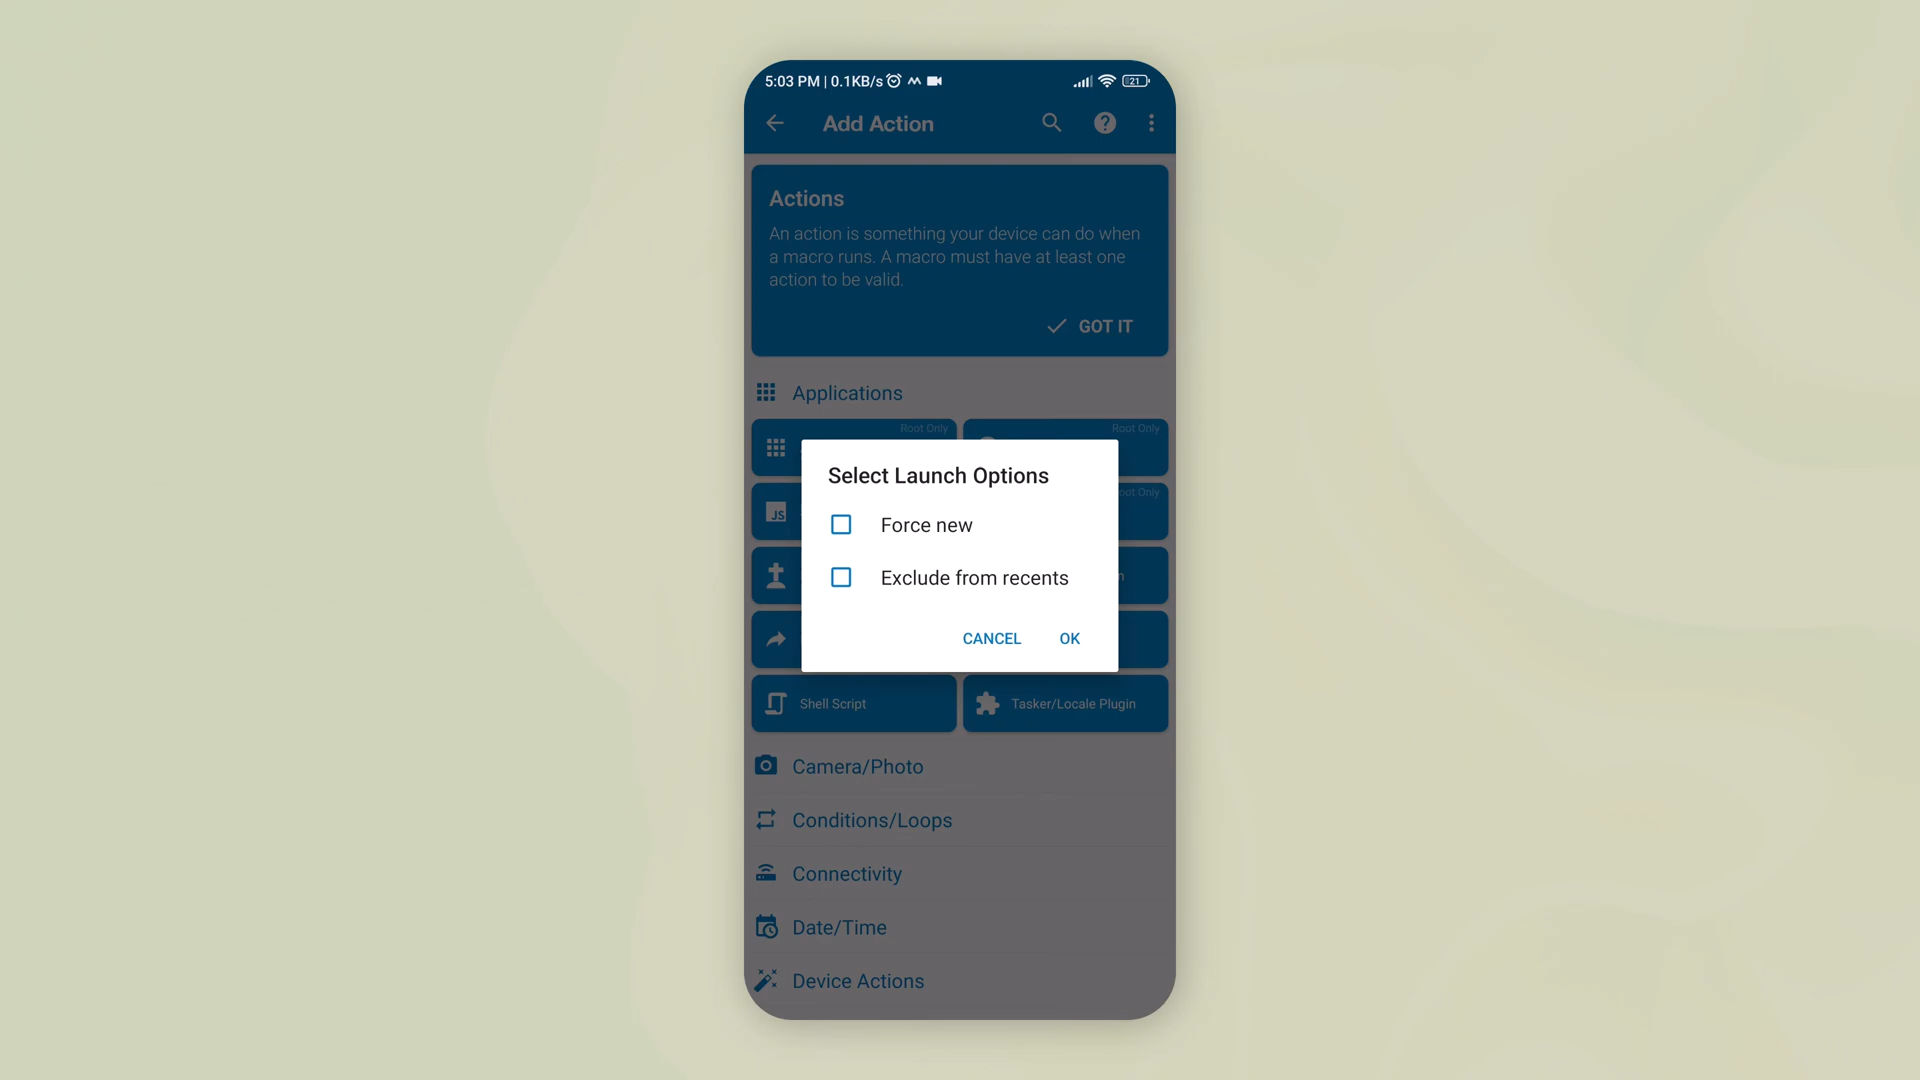 5:03 PM | 0.1KB/s
21
Add Action
Actions
An action is something your device can do when
a macro runs. A macro must have at least one
action to be valid.
GOT IT
Applications
Root Only
Root Only
JS
Select Launch Options
Force new
Exclude from recents
CANCEL
OK
Shell Script
Tasker/Locale Plugin
Camera/Photo
Conditions/Loops
Connectivity
Date/Time
Device Actions